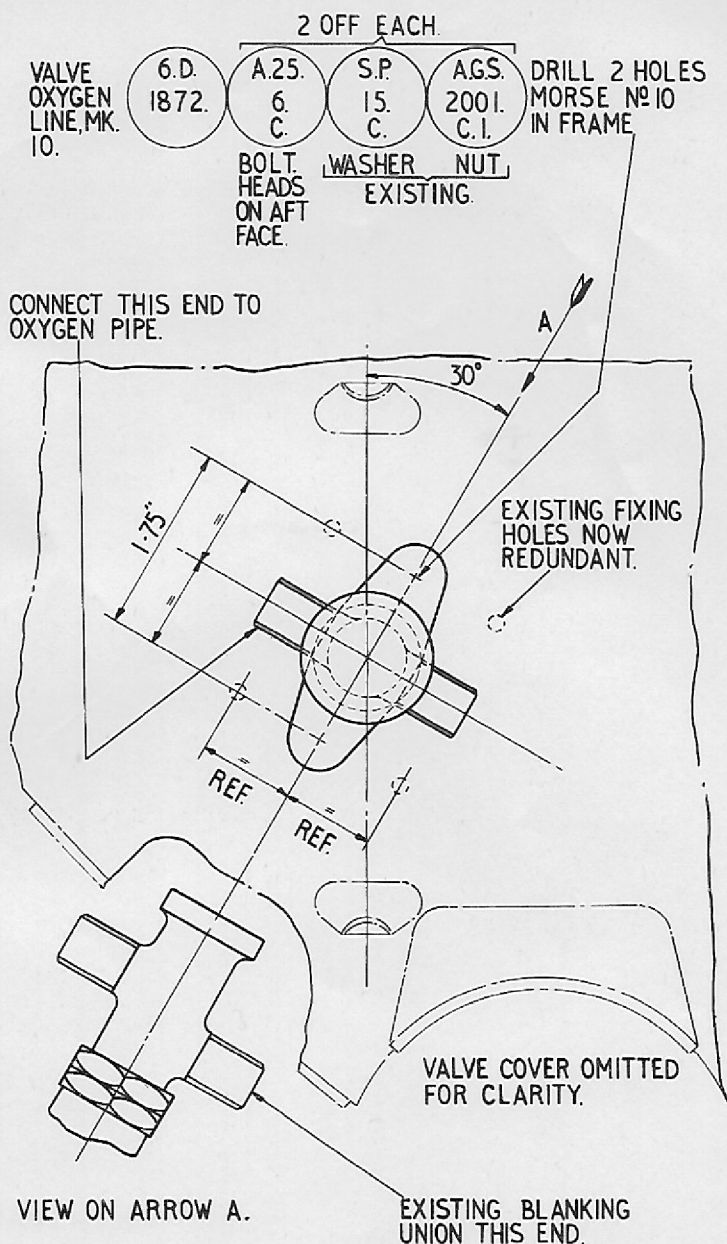 2 OFF EACH.
VALVE
OXYGEN
LINE, MK.
10.
6.D.
1872.
A.25.
6.
C.
S.P.
15.
C.
A.G.S.
2001.
C.1.
DRILL 2 HOLES
MORSE Nº 10
IN FRAME
BOLT.
HEADS
ON AFT
FACE.
WASHER NUT
EXISTING.
CONNECT THIS END TO
OXYGEN PIPE.
A
30°
1·75"
=
=
EXISTING FIXING
HOLES NOW
REDUNDANT.
=
REF.
=
REF.
VALVE COVER OMITTED
FOR CLARITY.
VIEW ON ARROW A.
EXISTING BLANKING
UNION THIS END.